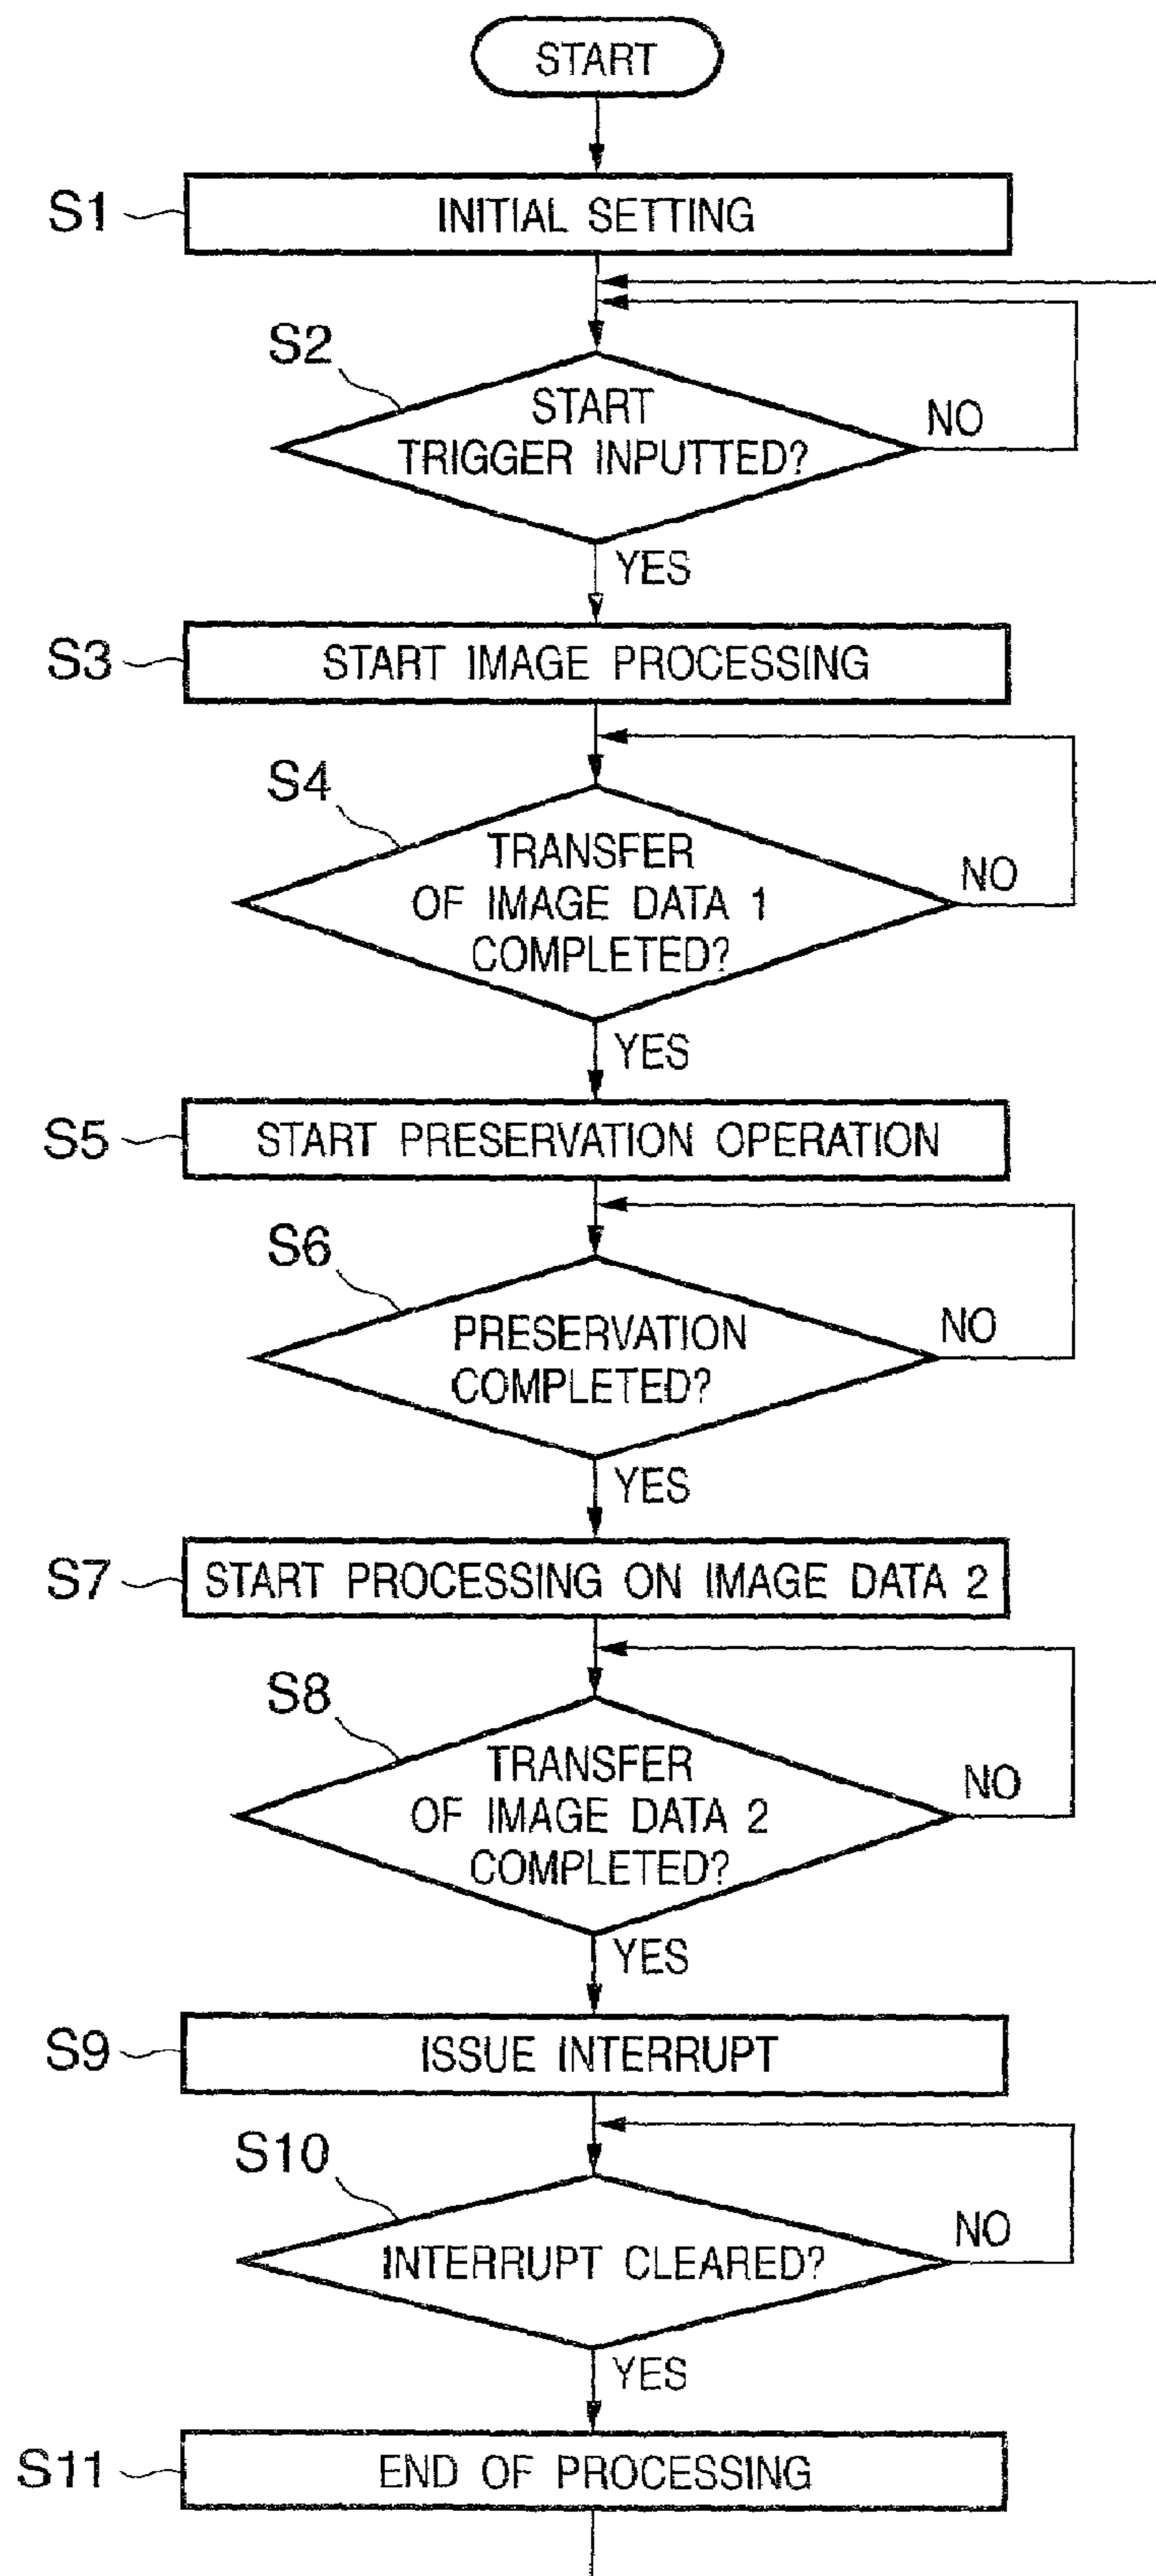 START
S1
INITIAL SETTING
S2
START
TRIGGER INPUTTED?
NO
YES
S3
START IMAGE PROCESSING
S4
TRANSFER
OF IMAGE DATA 1
COMPLETED?
NO
YES
S5
START PRESERVATION OPERATION
S6
PRESERVATION
COMPLETED?
NO
YES
S7
START PROCESSING ON IMAGE DATA 2
S8
TRANSFER
OF IMAGE DATA 2
COMPLETED?
NO
YES
S9
ISSUE INTERRUPT
S10
INTERRUPT CLEARED?
NO
YES
S11
END OF PROCESSING